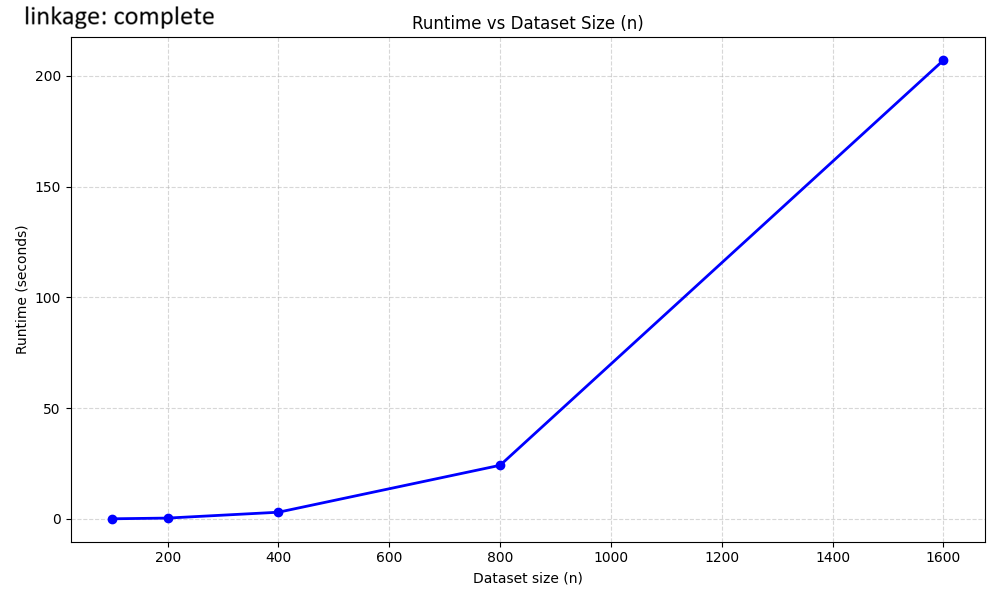 linkage: complete
Runtime vs Dataset Size (n)
Runtime (seconds)
200
150
100
50
0
200 400 600 800 1000 1200 1400 1600
Dataset size (n)